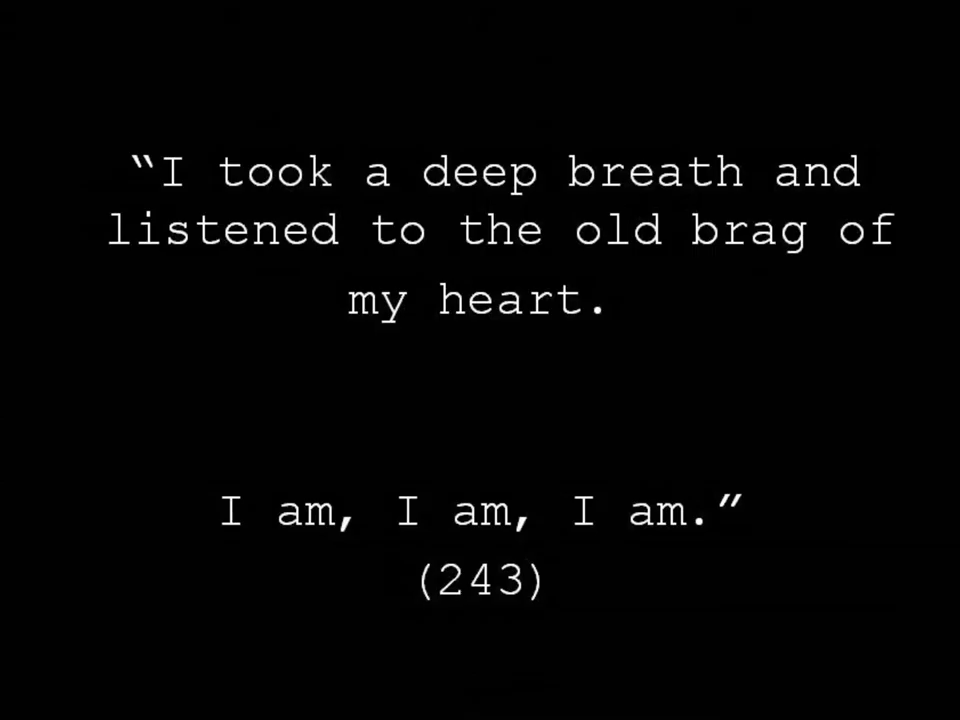 “I took a deep breath and
listened to the old brag of
my heart.
I am, I am, I am.”
(243)